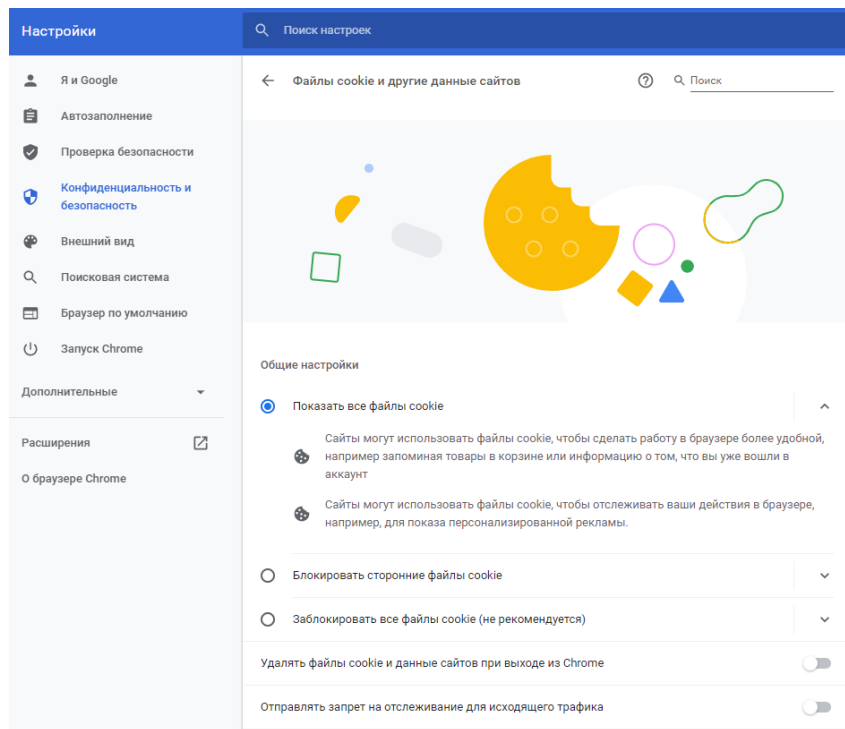 Настройки
Поиск настроек
Я и Google
Автозаполнение
Проверка безопасности
Конфиденциальность и
безопасность
Внешний вид
Поисковая система
Браузер по умолчанию
Запуск Chrome
Дополнительные
Расширения
О браузере Chrome
Файлы cookie и другие данные сайтов
Поиск
Общие настройки
Показать все файлы cookie
Сайты могут использовать файлы cookie, чтобы сделать работу в браузере более удобной,
например запоминая товары в корзине или информацию о том, что вы уже вошли в
аккаунт
Сайты могут использовать файлы cookie, чтобы отслеживать ваши действия в браузере,
например, для показа персонализированной рекламы.
Блокировать сторонние файлы cookie
Заблокировать все файлы cookie (не рекомендуется)
Удалять файлы cookie и данные сайтов при выходе из Chrome
Отправлять запрет на отслеживание для исходящего трафика